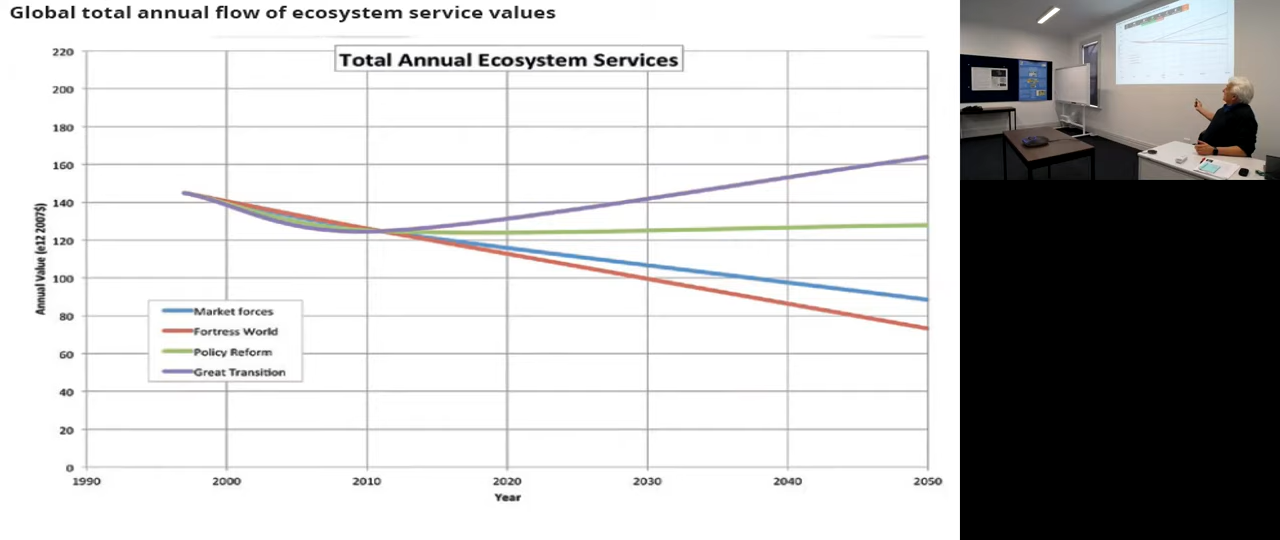 Global total annual flow of ecosystem service values
Total Annual Ecosystem Services
220
200
180
160
140
120
100
80
60
40
20
0
Annual Value (e12 2007$)
Market forces
Fortress World
Policy Reform
Great Transition
1990 2000 2010 2020 2030 2040 2050
Year